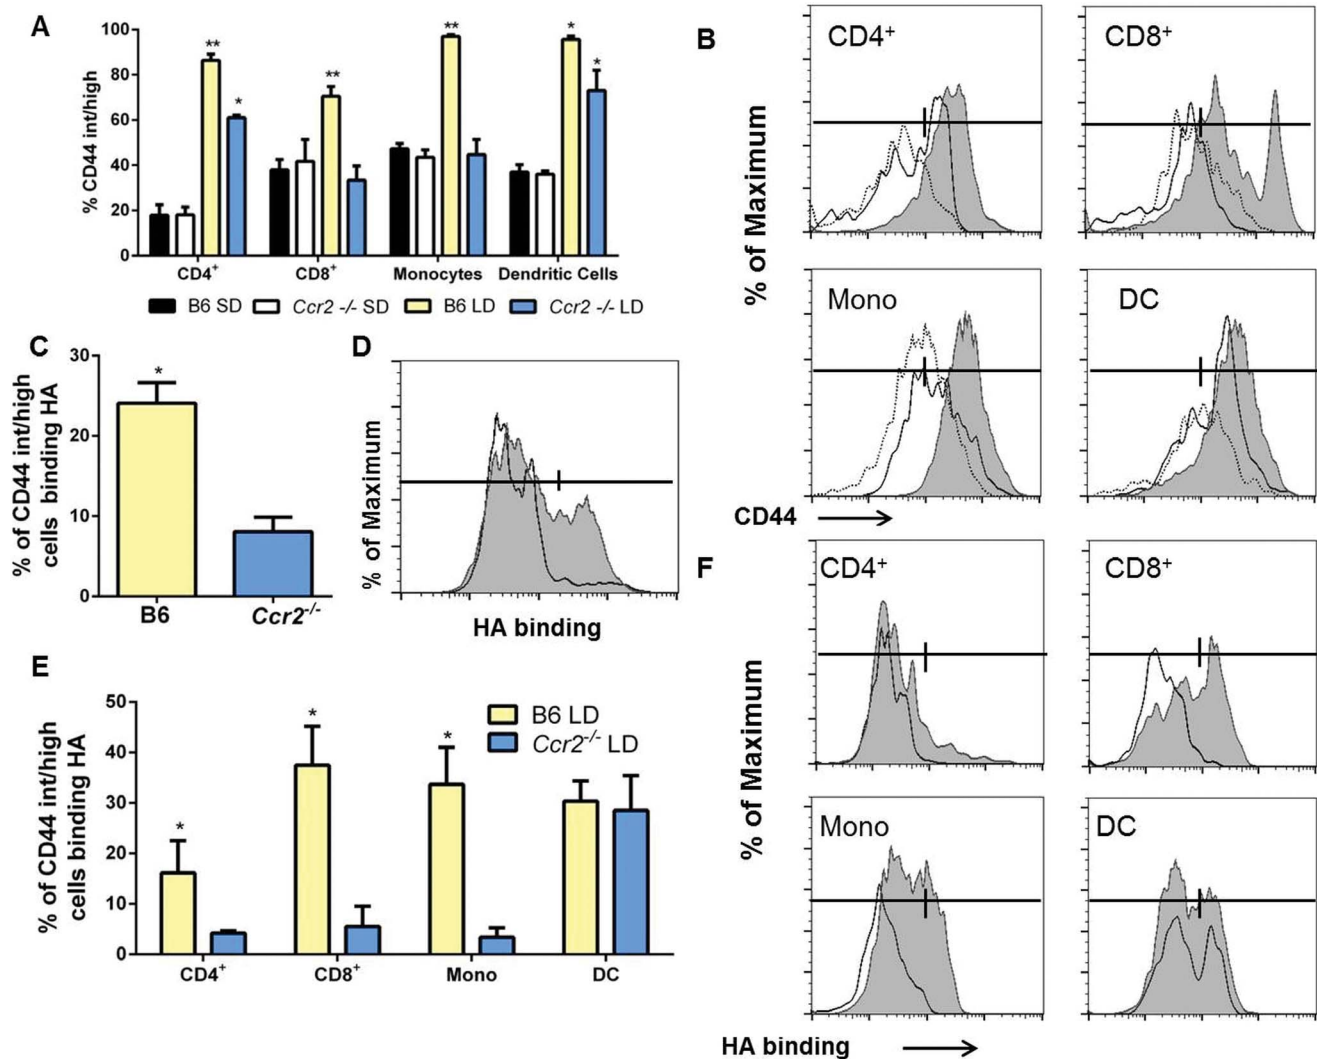 A
% CD44 int/high
100
80
60
40
20
0
** * ** ** * *
CD4⁺ CD8⁺ Monocytes Dendritic Cells
B6 SD Ccr2 -/- SD B6 LD Ccr2 -/- LD
B
% of Maximum
CD4⁺ CD8⁺
Mono DC
CD44
C
% of CD44 int/high
cells binding HA
30
20
10
0
*
B6 Ccr2⁻/⁻
D
% of Maximum
HA binding
E
% of CD44 int/high
cells binding HA
50
40
30
20
10
0
* * *
B6 LD
Ccr2⁻/⁻ LD
CD4⁺ CD8⁺ Mono DC
F
% of Maximum
CD4⁺ CD8⁺
Mono DC
HA binding